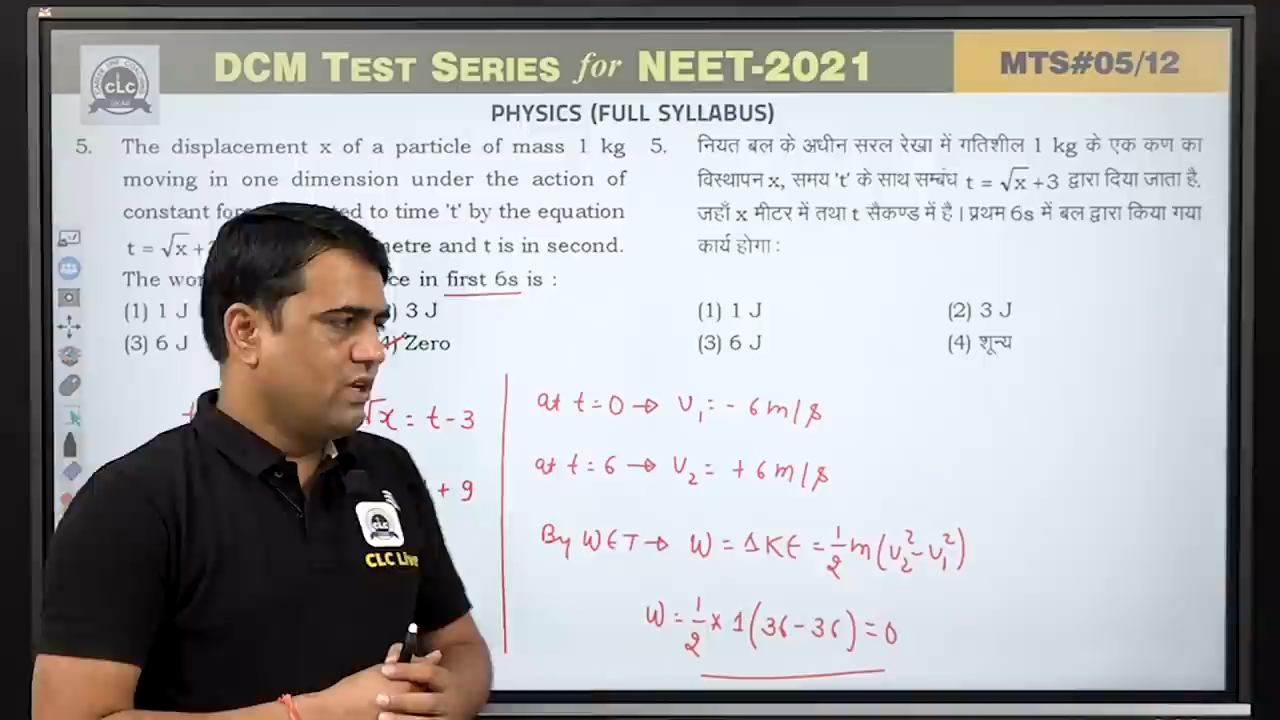 DCM TEST SERIES for NEET-2021
MTS#05/12
CLC
PHYSICS (FULL SYLLABUS)
5. The displacement x of a particle of mass 1 kg
moving in one dimension under the action of
constant ed to time 't' by the equation
t = √x + metre and t is in second.
The in first 6s is :
(1) 1 J 3 J
(3) 6 J Zero
5. नियत बल के अधीन सरल रेखा में गतिशील 1 kg के एक कण का
विस्थापन x, समय 't' के साथ सम्बंध t = √x +3 द्वारा दिया जाता है,
जहाँ x मीटर में तथा t सैकण्ड में है। प्रथम 6s में बल द्वारा किया गया
कार्य होगा :
(1) 1 J (2) 3 J
(3) 6 J (4) शून्य
√x = t - 3
+ 9
at t = 0 → v₁ = - 6 m/s
at t = 6 → v₂ = + 6 m/s
By WET → W = ΔKE = 1/2 m (v₂² - v₁²)
W = 1/2 × 1 (36 - 36) = 0
CLC Live